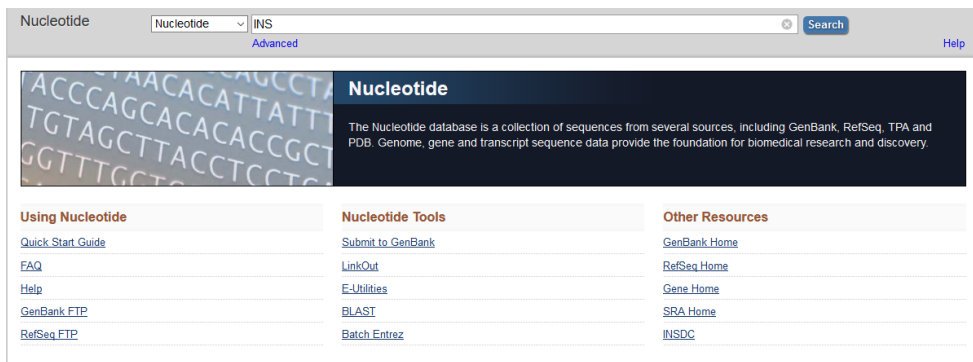 Nucleotide
Nucleotide
INS
Search
Advanced
Help
ACCCAGCACACATTATT
TGTAGCTTACCTCCTC
Nucleotide
The Nucleotide database is a collection of sequences from several sources, including GenBank, RefSeq, TPA and
PDB. Genome, gene and transcript sequence data provide the foundation for biomedical research and discovery.
Using Nucleotide
Nucleotide Tools
Other Resources
Quick Start Guide
Submit to GenBank
GenBank Home
FAQ
LinkOut
RefSeq Home
Help
E-Utilities
Gene Home
GenBank FTP
BLAST
SRA Home
RefSeq FTP
Batch Entrez
INSDC